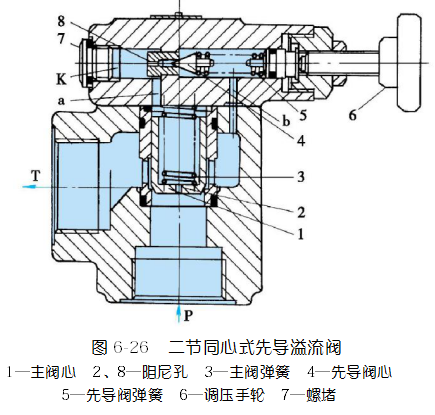 8
7
K
a
5
b
6
4
T
3
2
1
P
图 6-26 二节同心式先导溢流阀
1—主阀心 2、8—阻尼孔 3—主阀弹簧 4—先导阀心
5—先导阀弹簧 6—调压手轮 7—螺堵